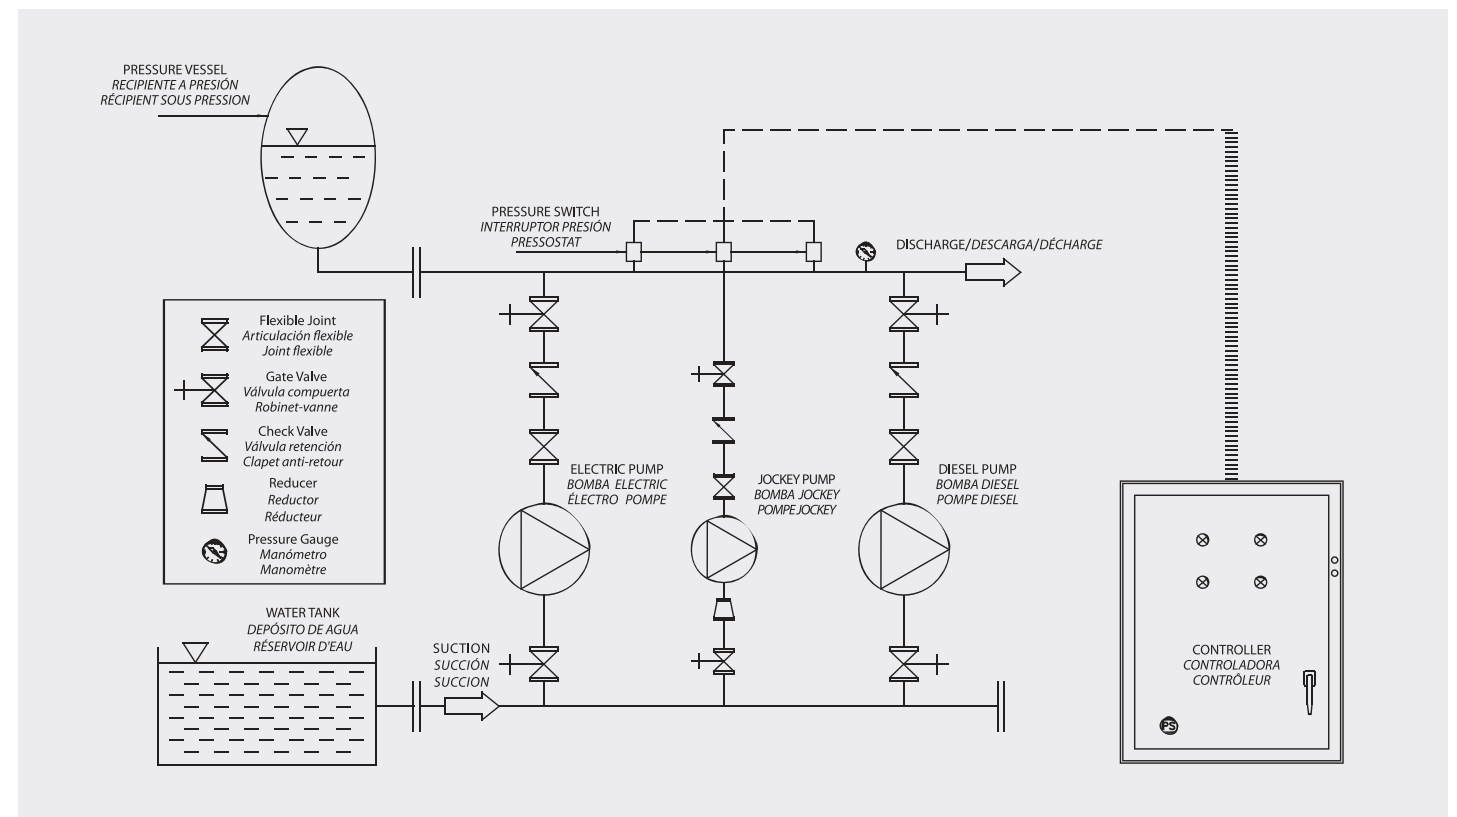 PRESSURE VESSEL
RECIPIENTE A PRESIÓN
RÉCIPIENT SOUS PRESSION
PRESSURE SWITCH
INTERRUPTOR PRESIÓN
PRESSOSTAT
DISCHARGE/DESCARGA/DÉCHARGE
Flexible Joint
Articulación flexible
Joint flexible
Gate Valve
Válvula compuerta
Robinet-vanne
Check Valve
Válvula retención
Clapet anti-retour
Reducer
Reductor
Réducteur
Pressure Gauge
Manómetro
Manomètre
ELECTRIC PUMP
BOMBA ELECTRIC
ÉLECTRO POMPE
JOCKEY PUMP
BOMBA JOCKEY
POMPE JOCKEY
DIESEL PUMP
BOMBA DIESEL
POMPE DIESEL
WATER TANK
DEPÓSITO DE AGUA
RÉSERVOIR D'EAU
SUCTION
SUCCIÓN
SUCCION
CONTROLLER
CONTROLADORA
CONTRÔLEUR
PS